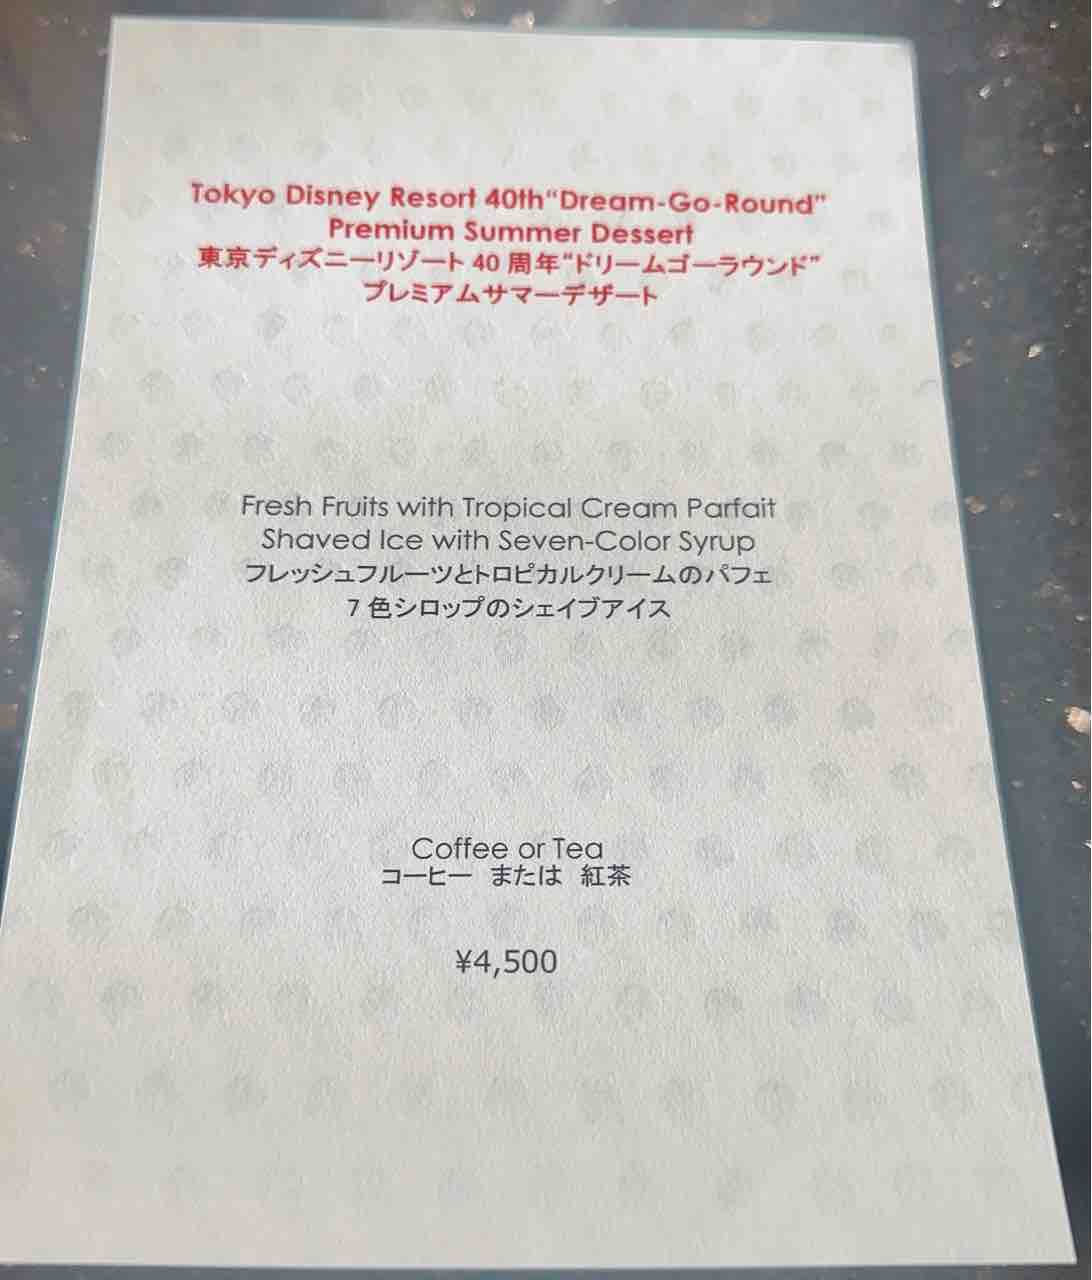 Tokyo Disney Resort 40th“Dream-Go-Round”
Premium Summer Dessert
東京ディズニーリゾート 40 周年“ドリームゴーラウンド”
プレミアムサマーデザート
Fresh Fruits with Tropical Cream Parfait
Shaved Ice with Seven-Color Syrup
フレッシュフルーツとトロピカルクリームのパフェ
7 色シロップのシェイブアイス
Coffee or Tea
コーヒー　または　紅茶
¥4,500